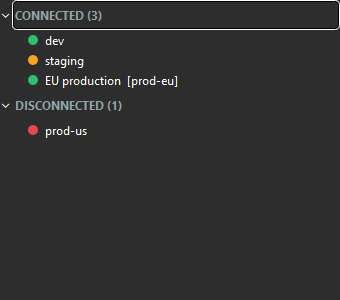 CONNECTED (3)
dev
staging
EU production [prod-eu]
DISCONNECTED (1)
prod-us